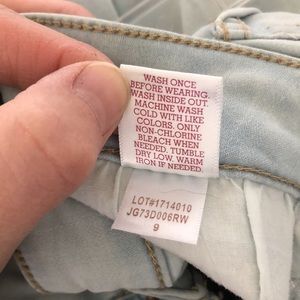 WASH ONCE
BEFORE WEARING.
WASH INSIDE OUT.
MACHINE WASH
COLD WITH LIKE
COLORS. ONLY
NON-CHLORINE
BLEACH WHEN
NEEDED. TUMBLE
DRY LOW. WARM
IRON IF NEEDED.
LOT#1714010
JG73D006RW
9